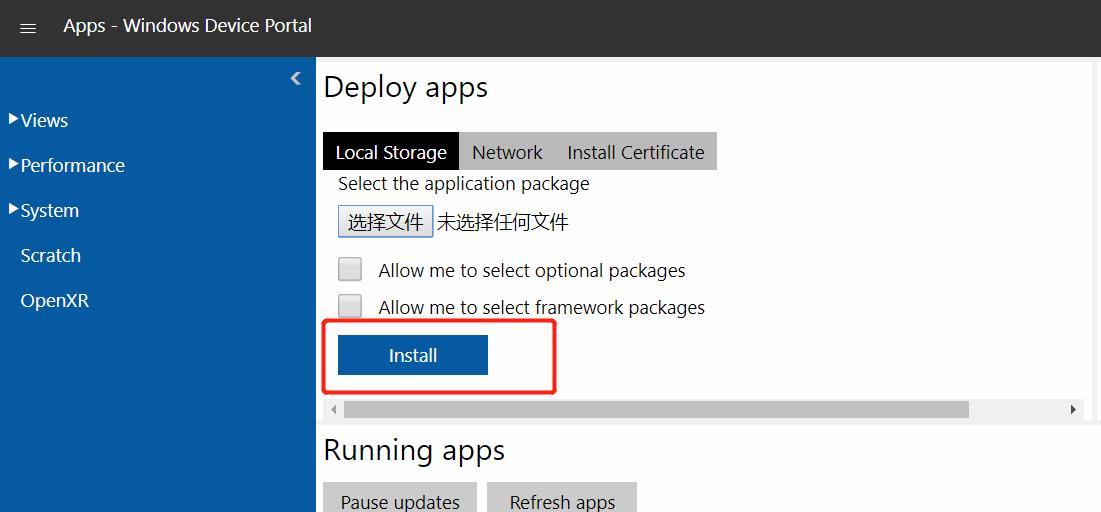 Apps - Windows Device Portal
Views
Performance
System
Scratch
OpenXR
Deploy apps
Local Storage Network Install Certificate
Select the application package
选择文件 未选择任何文件
Allow me to select optional packages
Allow me to select framework packages
Install
Running apps
Pause updates Refresh apps